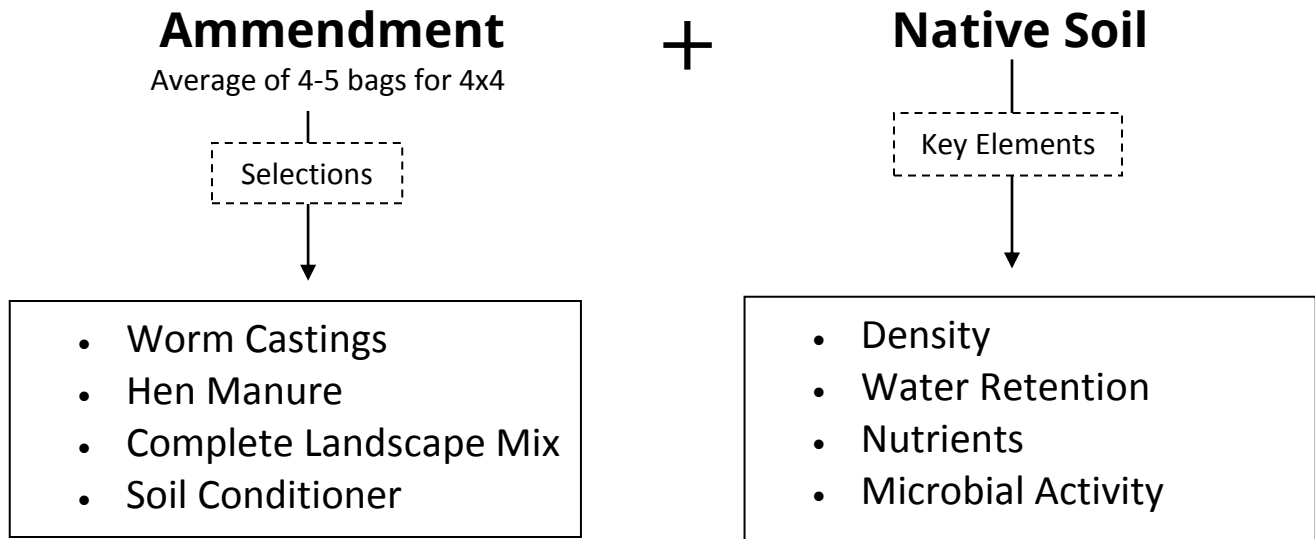 Ammendment
Average of 4-5 bags for 4x4
Selections
• Worm Castings
• Hen Manure
• Complete Landscape Mix
• Soil Conditioner
+
Native Soil
Key Elements
• Density
• Water Retention
• Nutrients
• Microbial Activity